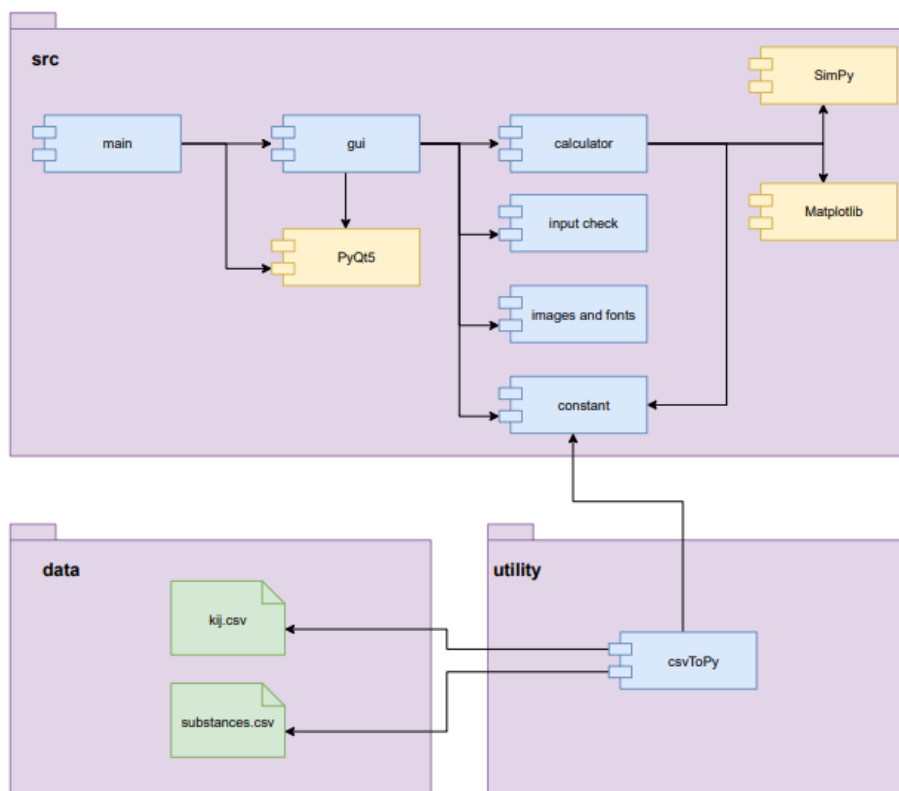 src
SimPy
main
gui
calculator
Matplotlib
input check
PyQt5
images and fonts
constant
data
utility
kij.csv
csvToPy
substances.csv